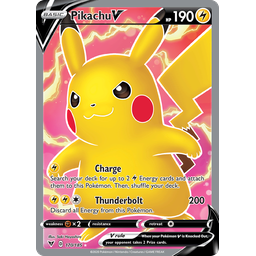 BASIC
Pikachu V
HP 190
Charge
Search your deck for up to 2 Energy cards and attach
them to this Pokémon. Then, shuffle your deck.
Thunderbolt 200
Discard all Energy from this Pokémon.
weakness ×2 resistance retreat
V rule
When your Pokémon V is Knocked Out,
your opponent takes 2 Prize cards.